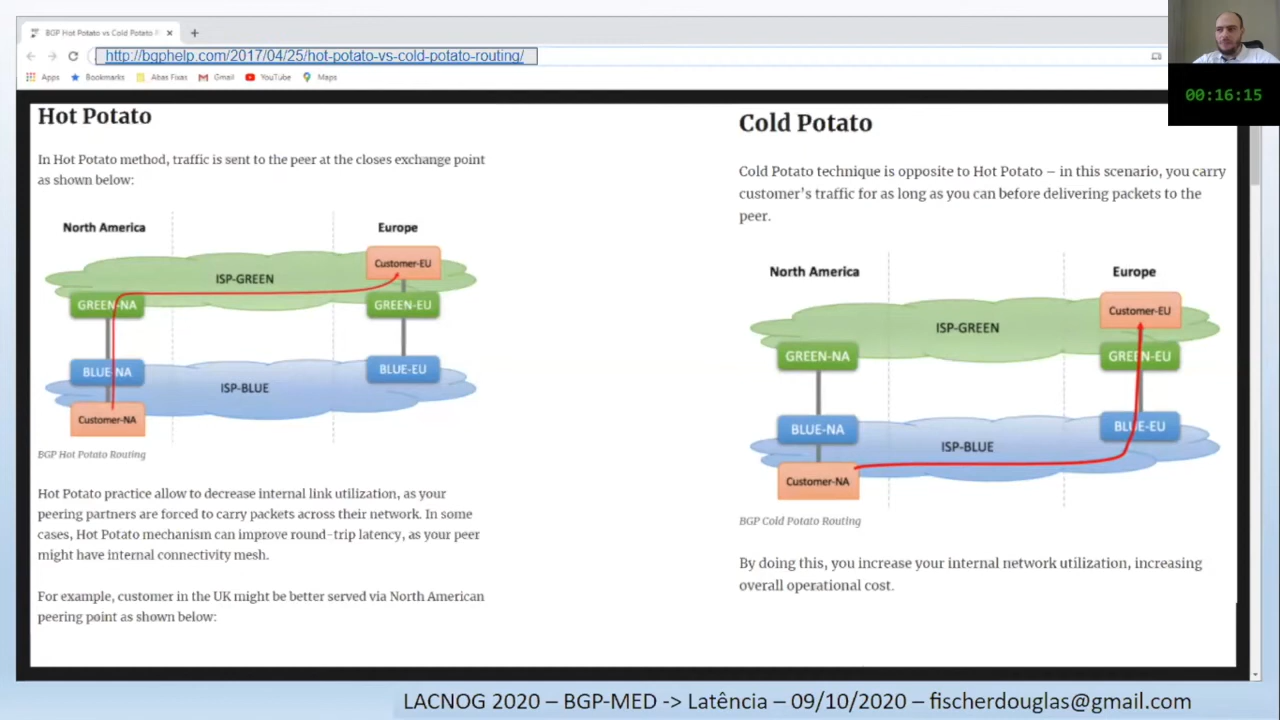 BGP Hot Potato vs Cold Potato
http://bgphelp.com/2017/04/25/hot-potato-vs-cold-potato-routing/
Apps
Bookmarks
Abas Fixas
Gmail
YouTube
Maps
00:16:15
Hot Potato
In Hot Potato method, traffic is sent to the peer at the closes exchange point
as shown below:
North America
Europe
Customer-EU
ISP-GREEN
GREEN-NA
GREEN-EU
BLUE-NA
BLUE-EU
ISP-BLUE
Customer-NA
BGP Hot Potato Routing
Hot Potato practice allow to decrease internal link utilization, as your
peering partners are forced to carry packets across their network. In some
cases, Hot Potato mechanism can improve round-trip latency, as your peer
might have internal connectivity mesh.
For example, customer in the UK might be better served via North American
peering point as shown below:
Cold Potato
Cold Potato technique is opposite to Hot Potato – in this scenario, you carry
customer's traffic for as long as you can before delivering packets to the
peer.
North America
Europe
Customer-EU
ISP-GREEN
GREEN-NA
GREEN-EU
BLUE-NA
BLUE-EU
ISP-BLUE
Customer-NA
BGP Cold Potato Routing
By doing this, you increase your internal network utilization, increasing
overall operational cost.
LACNOG 2020 – BGP-MED -> Latência – 09/10/2020 – fischerdouglas@gmail.com